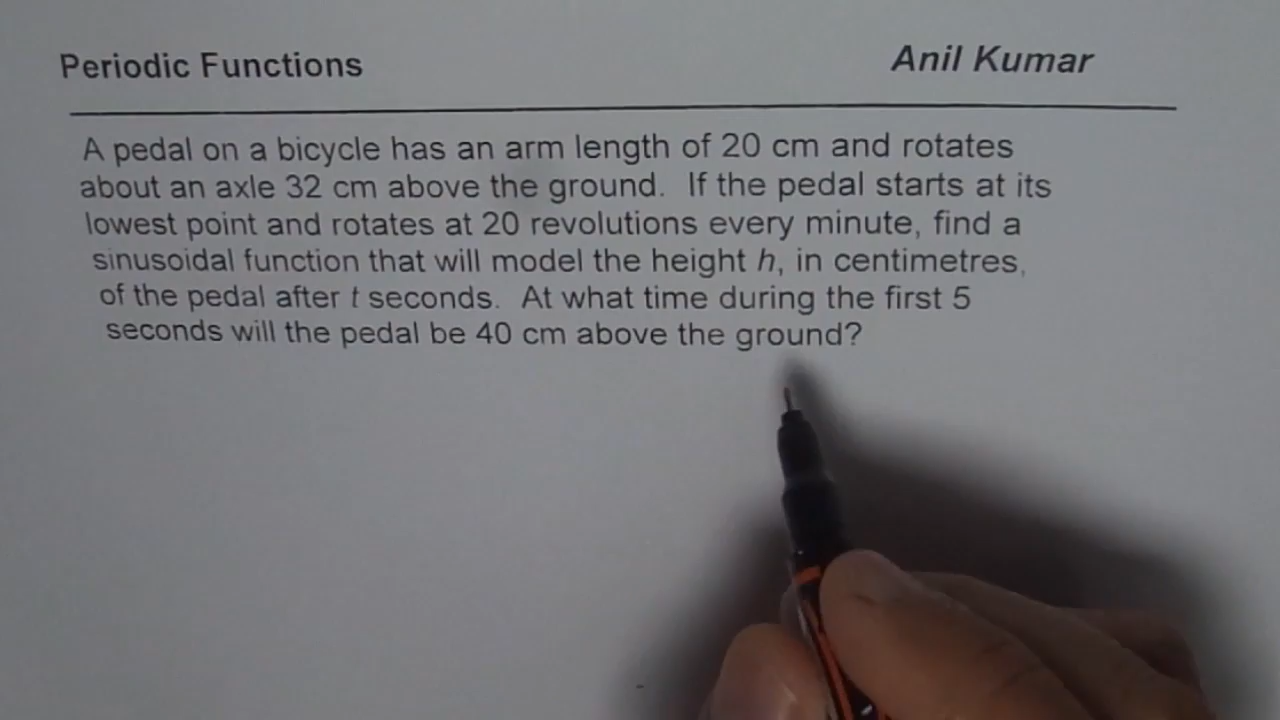 Periodic Functions
Anil Kumar
A pedal on a bicycle has an arm length of 20 cm and rotates
about an axle 32 cm above the ground. If the pedal starts at its
lowest point and rotates at 20 revolutions every minute, find a
sinusoidal function that will model the height h, in centimetres,
of the pedal after t seconds. At what time during the first 5
seconds will the pedal be 40 cm above the ground?